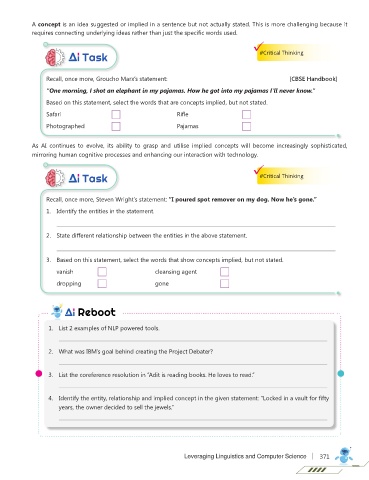 A concept is an idea suggested or implied in a sentence but not actually stated. This is more challenging because it
requires connecting underlying ideas rather than just the specific words used.
Ai Task
#Critical Thinking
Recall, once more, Groucho Marx's statement: (CBSE Handbook)
"One morning, I shot an elephant in my pajamas. How he got into my pajamas I'll never know."
Based on this statement, select the words that are concepts implied, but not stated.
Safari Rifle
Photographed Pajamas
As AI continues to evolve, its ability to grasp and utilise implied concepts will become increasingly sophisticated,
mirroring human cognitive processes and enhancing our interaction with technology.
Ai Task
#Critical Thinking
Recall, once more, Steven Wright's statement: "I poured spot remover on my dog. Now he's gone."
1. Identify the entities in the statement.
2. State different relationship between the entities in the above statement.
3. Based on this statement, select the words that show concepts implied, but not stated.
vanish cleansing agent
dropping gone
Ai Reboot
1. List 2 examples of NLP powered tools.
2. What was IBM's goal behind creating the Project Debater?
3. List the coreference resolution in "Adit is reading books. He loves to read."
4. Identify the entity, relationship and implied concept in the given statement: "Locked in a vault for fifty
years, the owner decided to sell the jewels."
Leveraging Linguistics and Computer Science 371